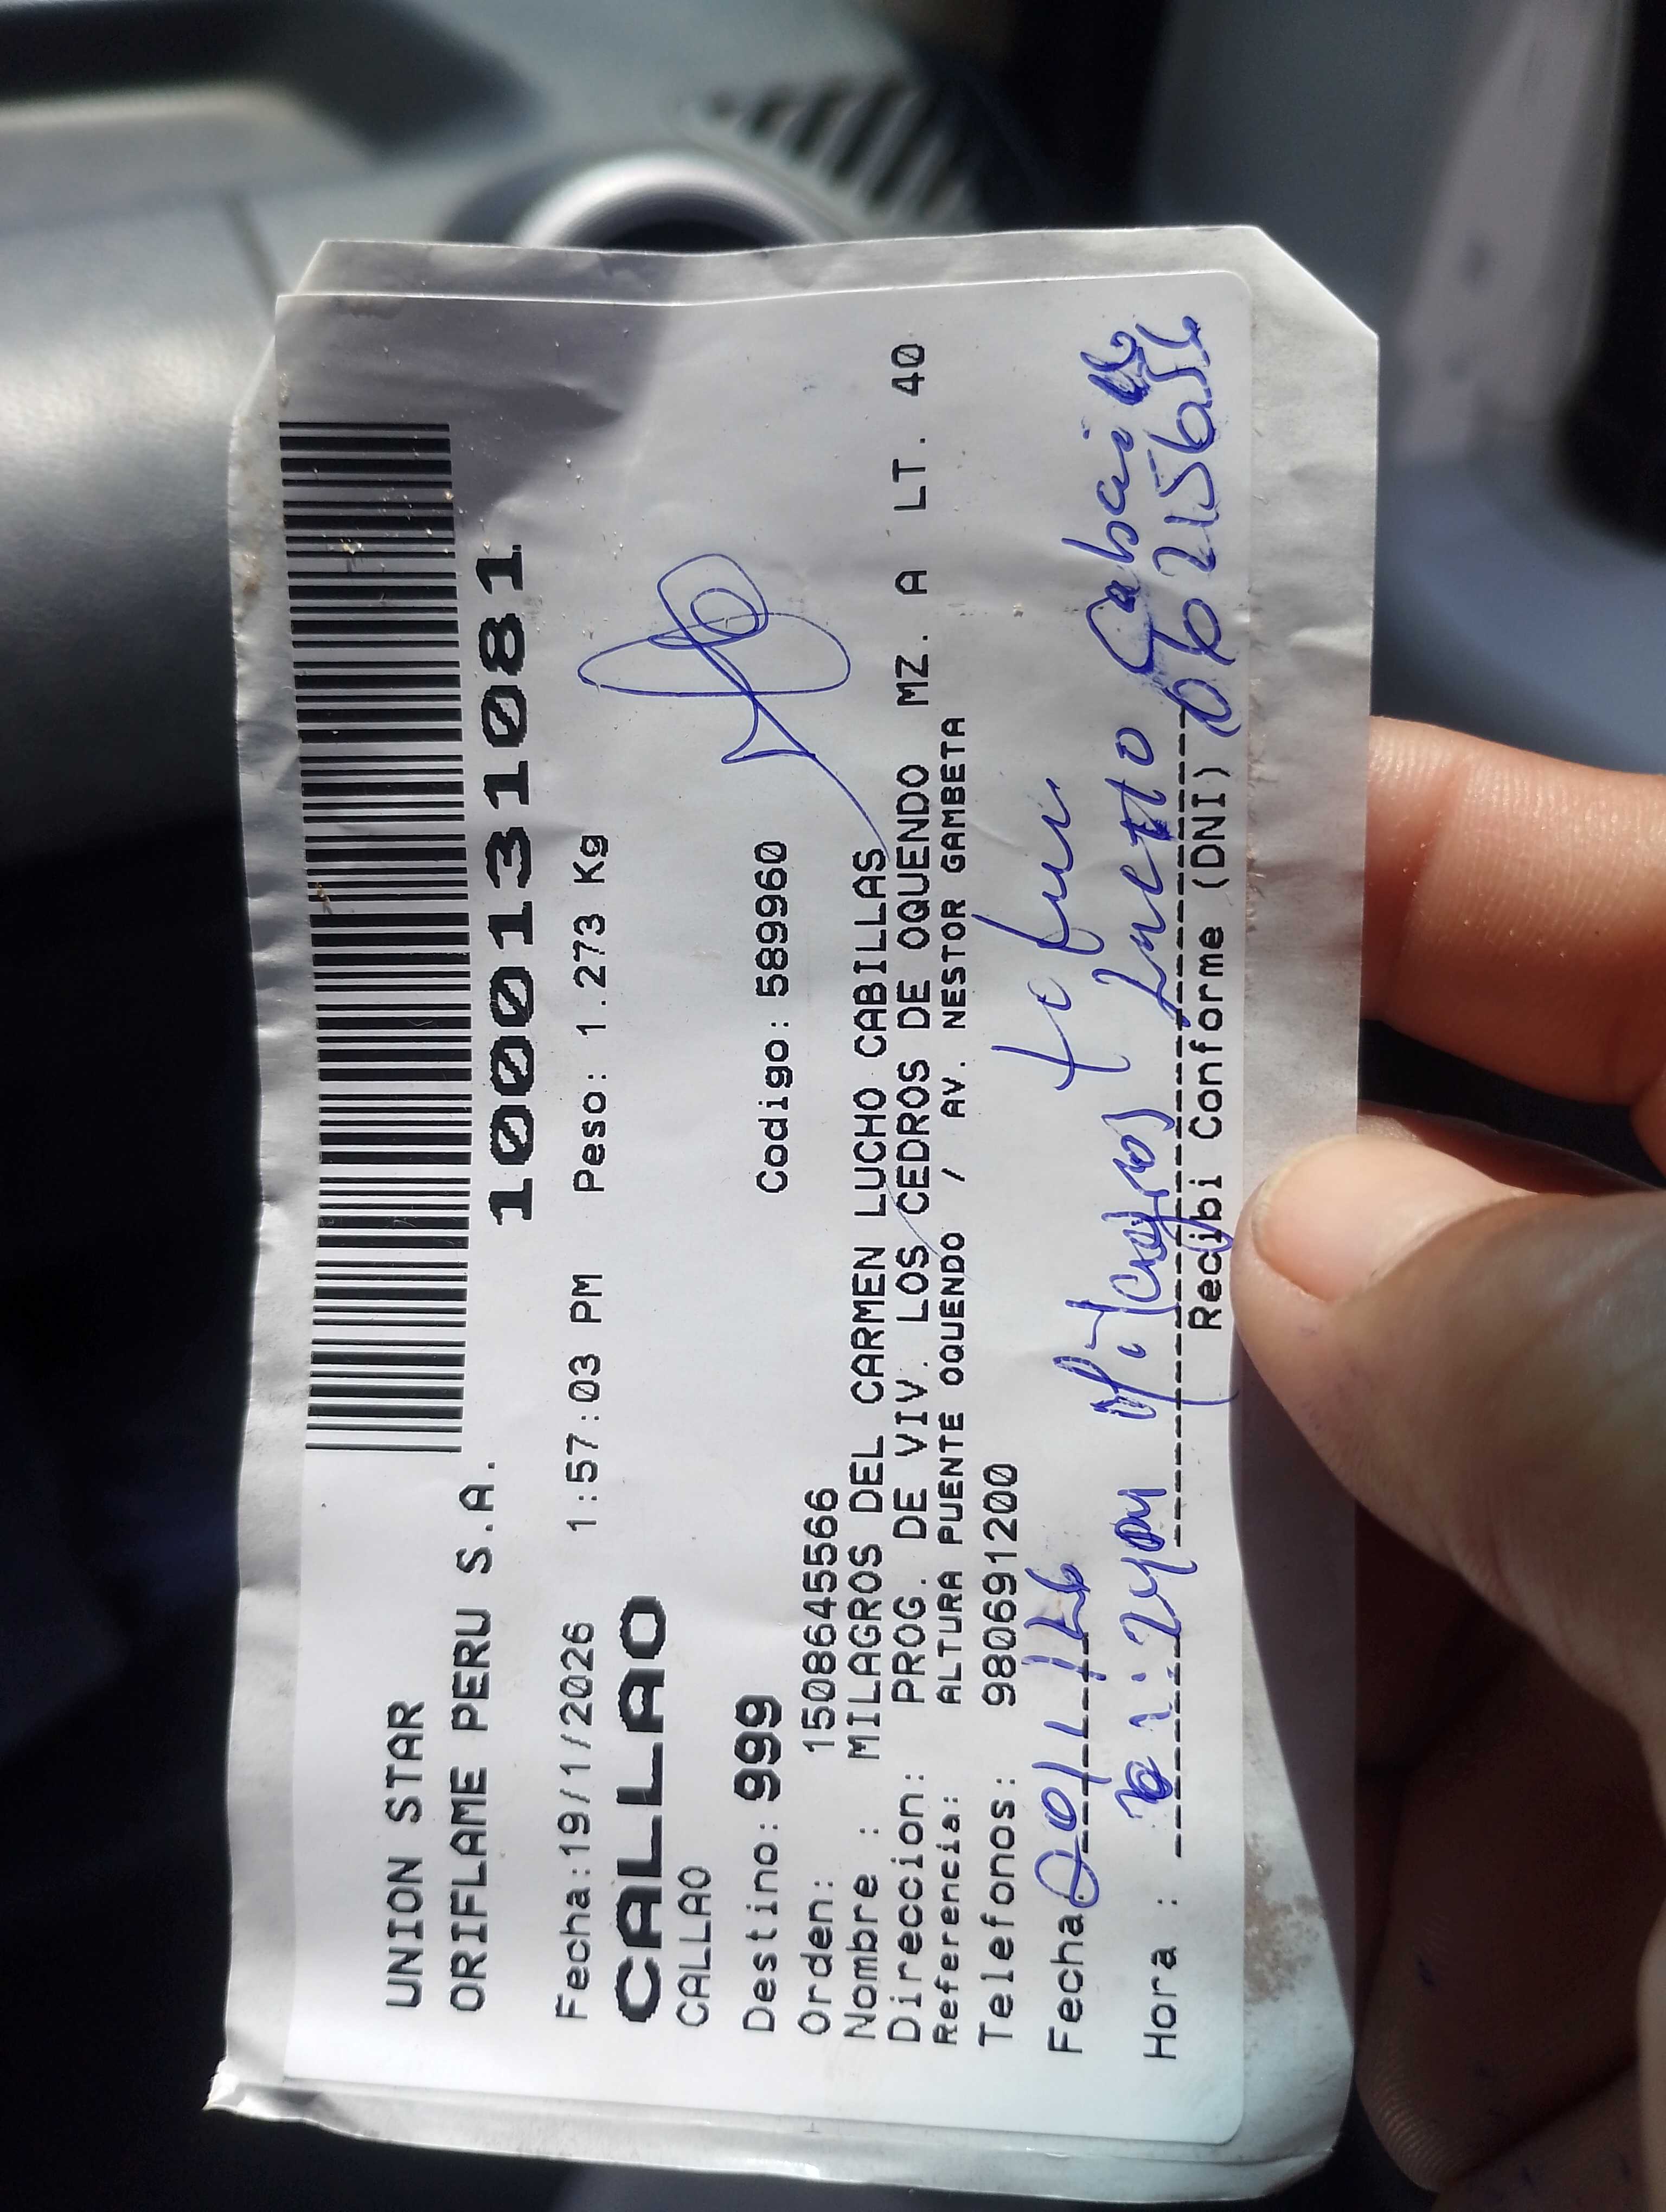 UNION STAR
ORIFLAME PERU S.A.
1000131081
Fecha:19/1/2026 1:57:03 PM Peso: 1.273 Kg
CALLAO
CALLAO
Destino: 999 Codigo: 589960
Orden: 1508645566
Nombre : MILAGROS DEL CARMEN LUCHO CABILLAS
Direccion: PROG. DE VIV. LOS CEDROS DE OQUENDO MZ. A LT. 40
Referencia: ALTURA PUENTE OQUENDO / AV. NESTOR GAMBETA
Telefonos: 980691200
Fecha
Hora : Milagros
Recibi Conforme (DNI)